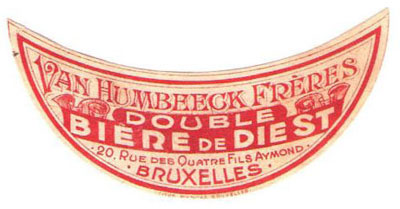 VAN HUMBEECK FRÈRES
DOUBLE
BIÈRE DE DIEST
·20, RUE DES QUATRE FILS AYMOND·
·BRUXELLES·